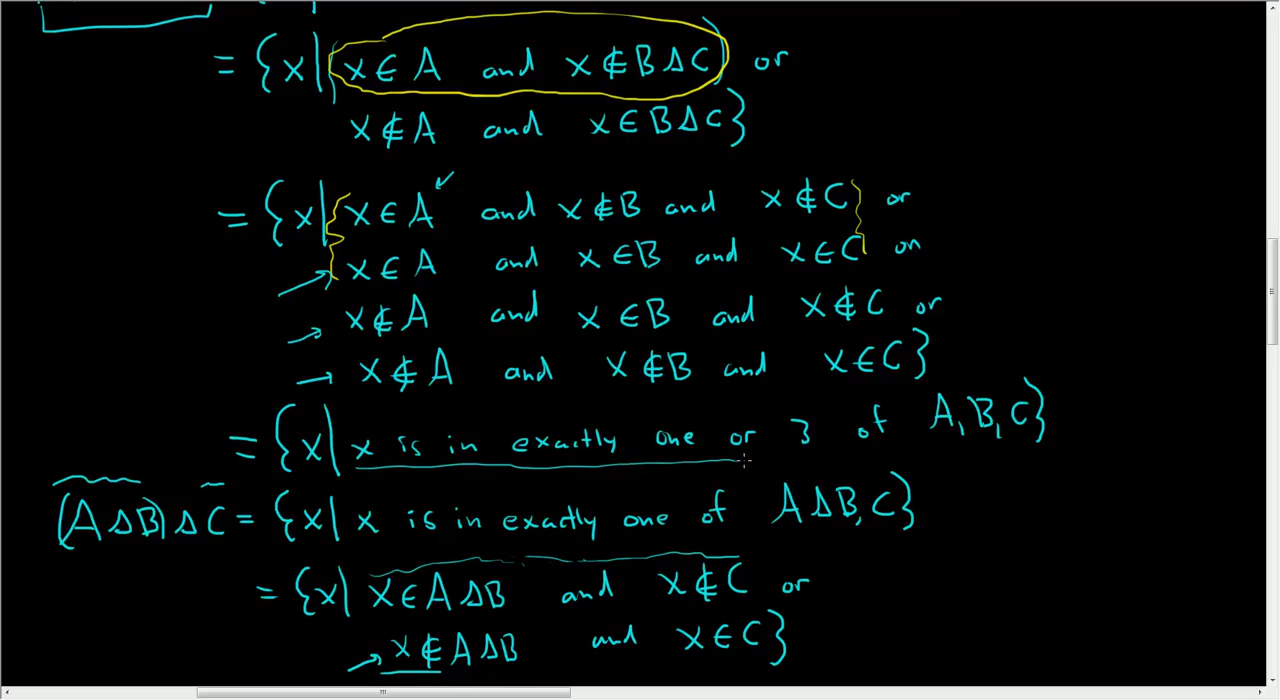 = {x| (x ∈ A and x ∉ B Δ C) or
x ∉ A and x ∈ B Δ C}
= {x| x ∈ A and x ∉ B and x ∉ C or
x ∈ A and x ∈ B and x ∈ C or
x ∉ A and x ∈ B and x ∉ C or
x ∉ A and x ∉ B and x ∈ C}
= {x| x is in exactly one or 3 of A, B, C}
(A Δ B) Δ C = {x| x is in exactly one of A Δ B, C}
= {x| x ∈ A Δ B and x ∉ C or
x ∉ A Δ B and x ∈ C}